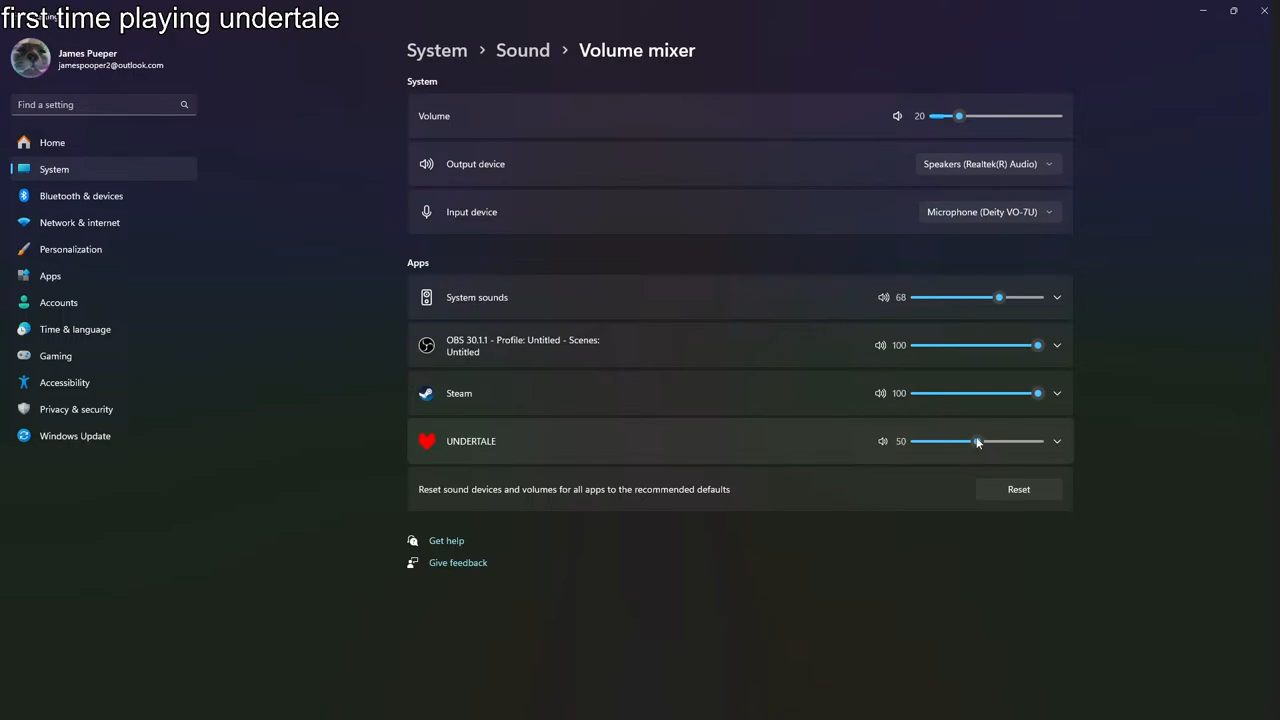 first time playing undertale
James Pueper
jamespooper2@outlook.com
Find a setting
Home
System
Bluetooth & devices
Network & internet
Personalization
Apps
Accounts
Time & language
Gaming
Accessibility
Privacy & security
Windows Update
System > Sound > Volume mixer
System
Volume 20
Output device Speakers (Realtek(R) Audio)
Input device Microphone (Deity VO-7U)
Apps
System sounds 68
OBS 30.1.1 - Profile: Untitled - Scenes: 100
Untitled
Steam 100
UNDERTALE 50
Reset sound devices and volumes for all apps to the recommended defaults Reset
Get help
Give feedback